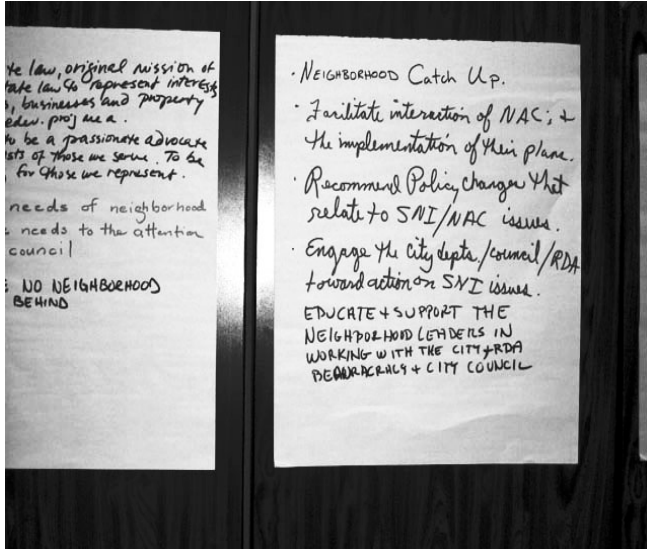 te law, original mission of
tate law to represent interests
s, businesses and property
edev. proj me a.
to be a passionate advocate
sts of those we serve. To be
for those we represent.
needs of neighborhood
needs to the attention
council
NO NEIGHBORHOOD
BEHIND
· NEIGHBORHOOD Catch Up.
· Facilitate interaction of NAC's +
the implementation of their plans.
· Recommend Policy changes that
relate to SNI/NAC issues.
· Engage the City depts./council/RDA
toward action on SNI issues.
EDUCATE + SUPPORT THE
NEIGHBORHOOD LEADERS IN
WORKING WITH THE CITY + RDA
BEAURACRACY + CITY COUNCIL